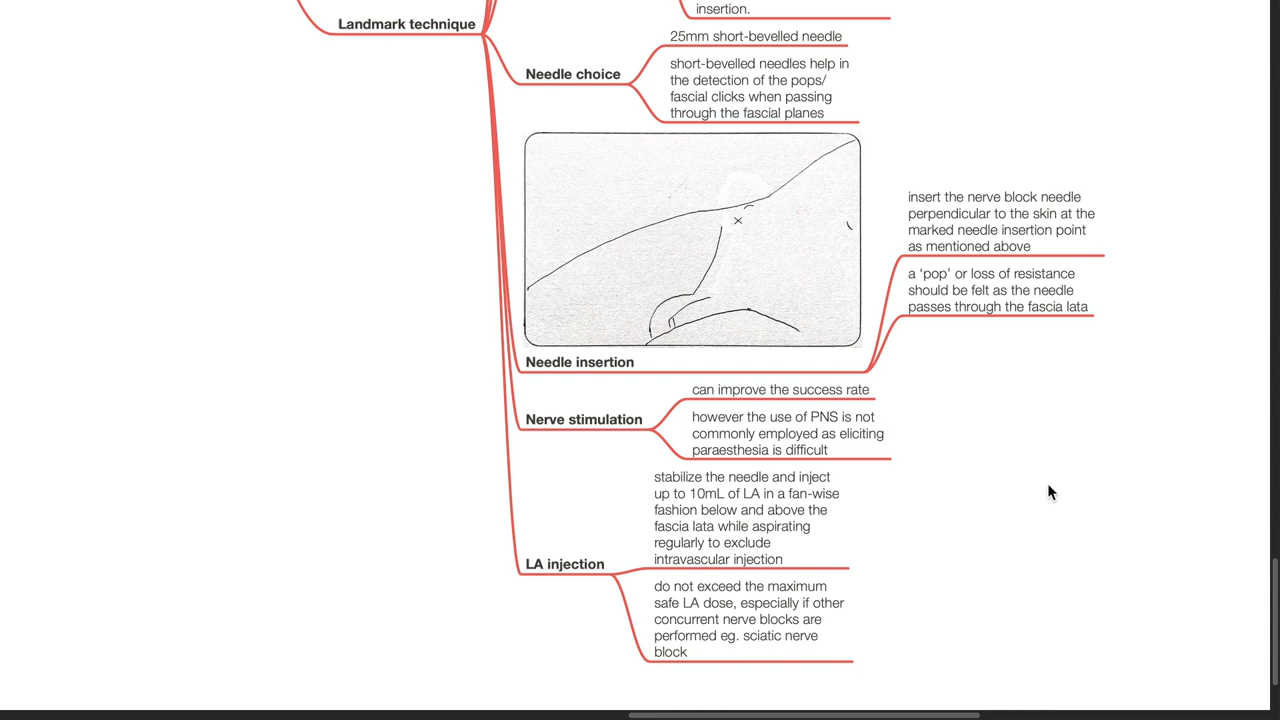 insertion.
Landmark technique
25mm short-bevelled needle
Needle choice
short-bevelled needles help in
the detection of the pops/
fascial clicks when passing
through the fascial planes
insert the nerve block needle
perpendicular to the skin at the
marked needle insertion point
as mentioned above
a ‘pop’ or loss of resistance
should be felt as the needle
passes through the fascia lata
Needle insertion
can improve the success rate
Nerve stimulation
however the use of PNS is not
commonly employed as eliciting
paraesthesia is difficult
stabilize the needle and inject
up to 10mL of LA in a fan-wise
fashion below and above the
fascia lata while aspirating
regularly to exclude
intravascular injection
LA injection
do not exceed the maximum
safe LA dose, especially if other
concurrent nerve blocks are
performed eg. sciatic nerve
block